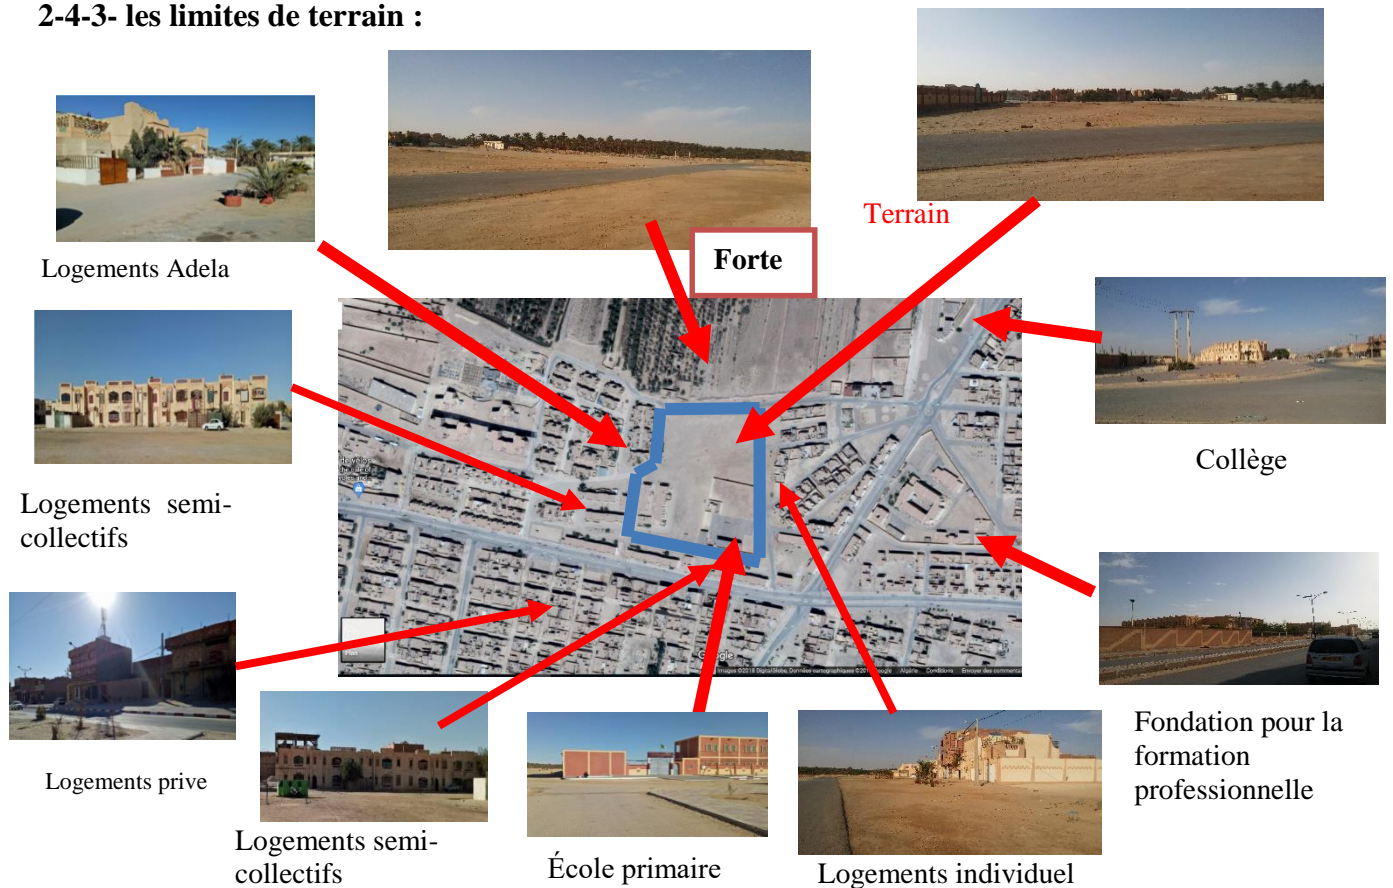 2-4-3- les limites de terrain :
Terrain
Forte
Logements Adela
Collège
Logements semi-
collectifs
Google
Fondation pour la
formation
professionnelle
Logements prive
Logements semi-
collectifs
École primaire
Logements individuel